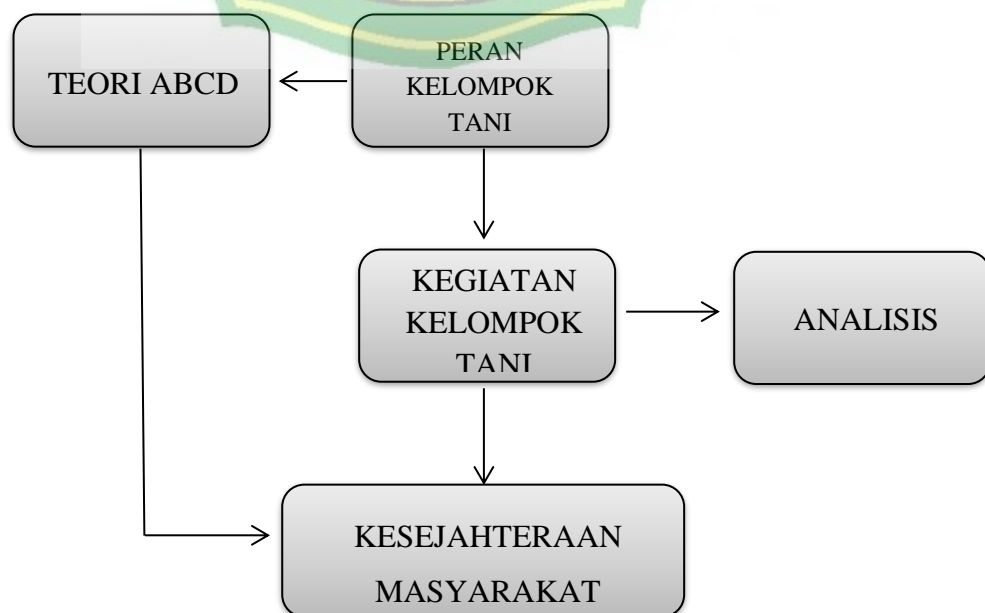 TEORI ABCD
PERAN
KELOMPOK
TANI
KEGIATAN
KELOMPOK
TANI
ANALISIS
KESEJAHTERAAN
MASYARAKAT